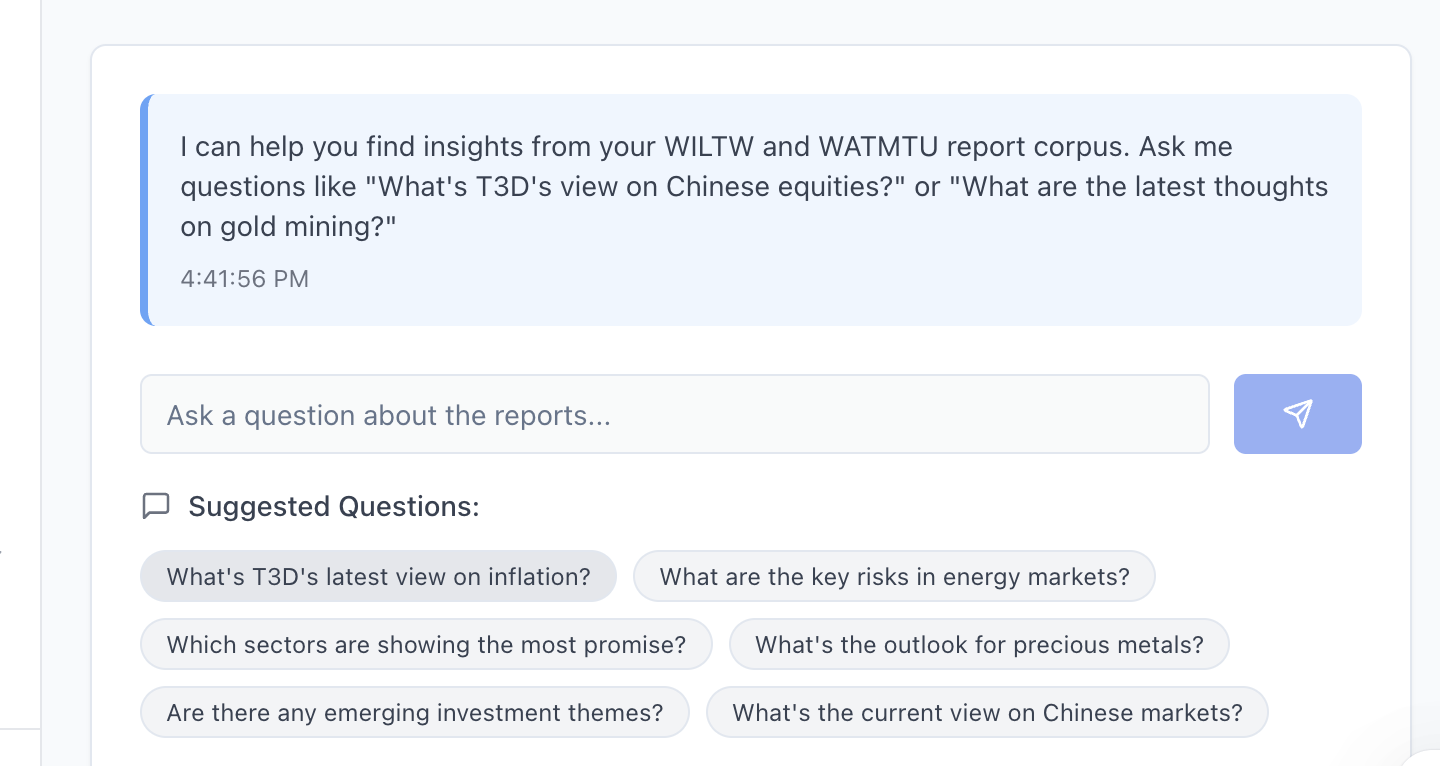 I can help you find insights from your WILTW and WATMTU report corpus. Ask me
questions like "What's T3D's view on Chinese equities?" or "What are the latest thoughts
on gold mining?"
4:41:56 PM
Ask a question about the reports...
Suggested Questions:
What's T3D's latest view on inflation?
What are the key risks in energy markets?
Which sectors are showing the most promise?
What's the outlook for precious metals?
Are there any emerging investment themes?
What's the current view on Chinese markets?